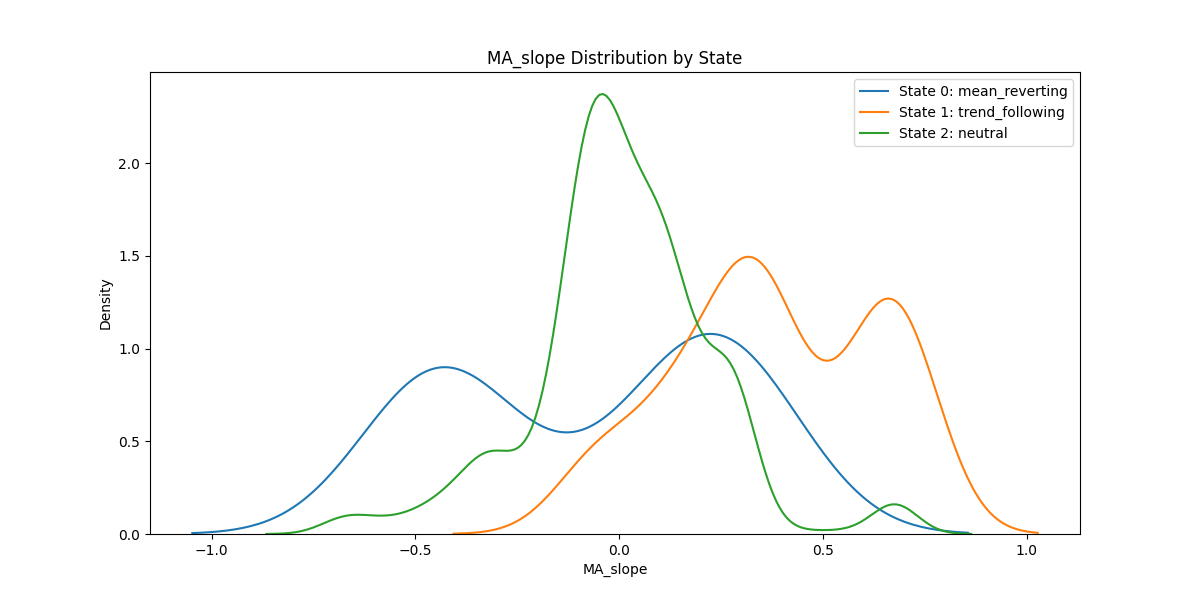 MA_slope Distribution by State
State 0: mean_reverting
State 1: trend_following
State 2: neutral
Density
2.0
1.5
1.0
0.5
0.0
−1.0
−0.5
0.0
0.5
1.0
MA_slope